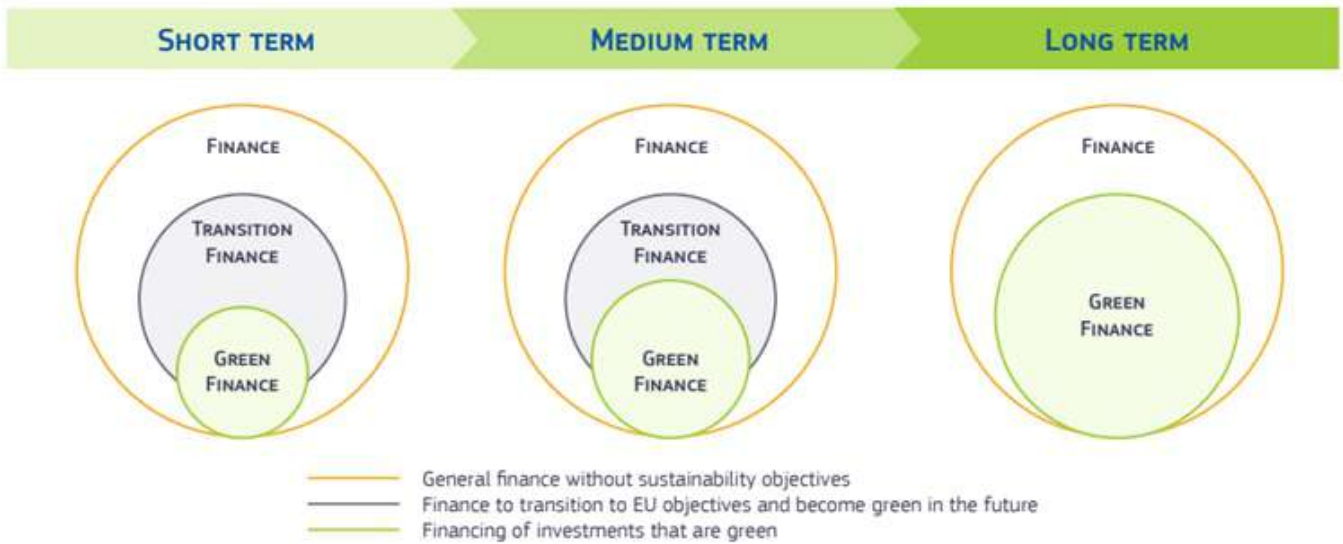 SHORT TERM
MEDIUM TERM
LONG TERM
FINANCE
TRANSITION
FINANCE
GREEN
FINANCE
FINANCE
TRANSITION
FINANCE
GREEN
FINANCE
FINANCE
GREEN
FINANCE
General finance without sustainability objectives
Finance to transition to EU objectives and become green in the future
Financing of investments that are green